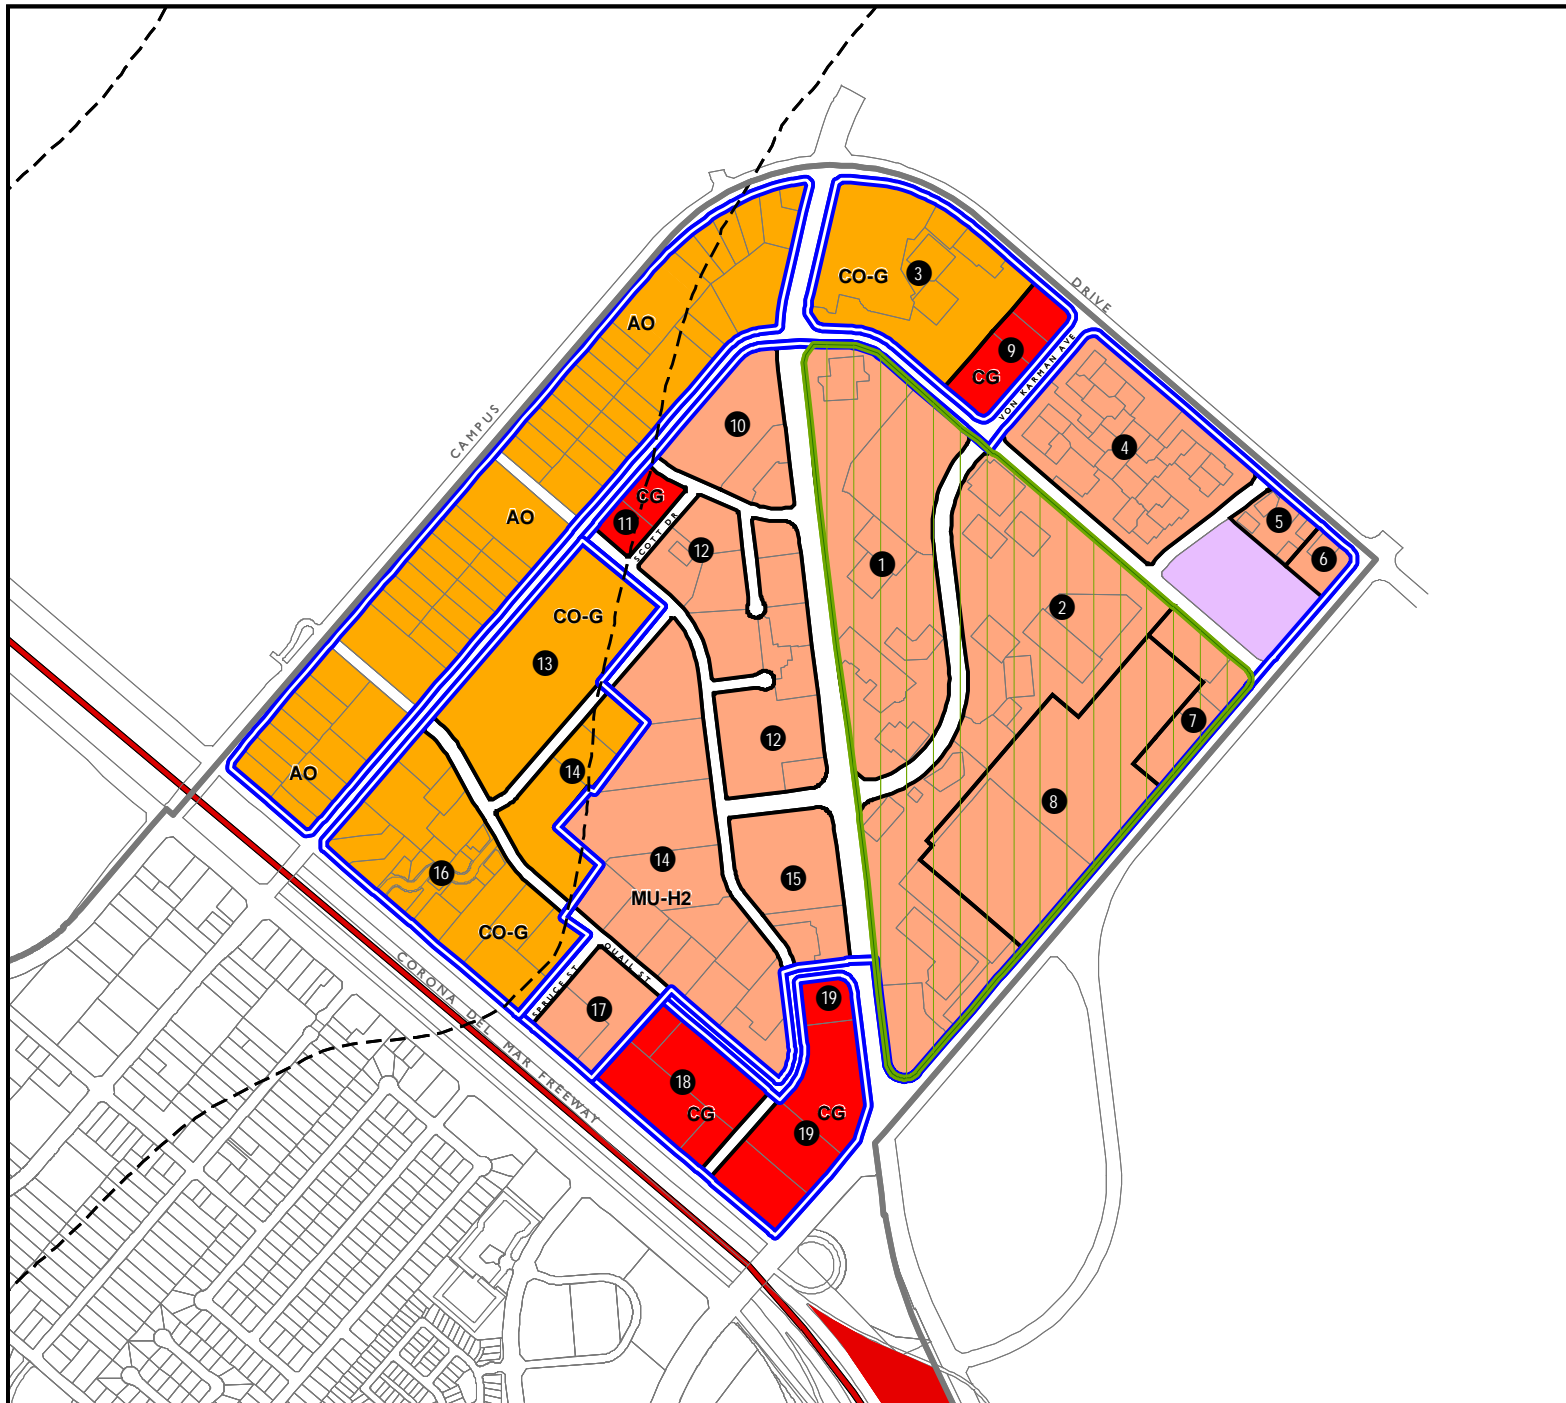 DRIVE
CO-G 3
AO
9
CG
VON KARMAN AVE
CAMPUS
10
4
CG
11
AO
SCOTT DR
12
5
6
1
CO-G
2
13
7
12
14
AO
8
14
15
16
MU-H2
CO-G
QUAIL ST
SPRUCE ST
17
19
CORONA DEL MAR FREEWAY
18
CG
CG
19